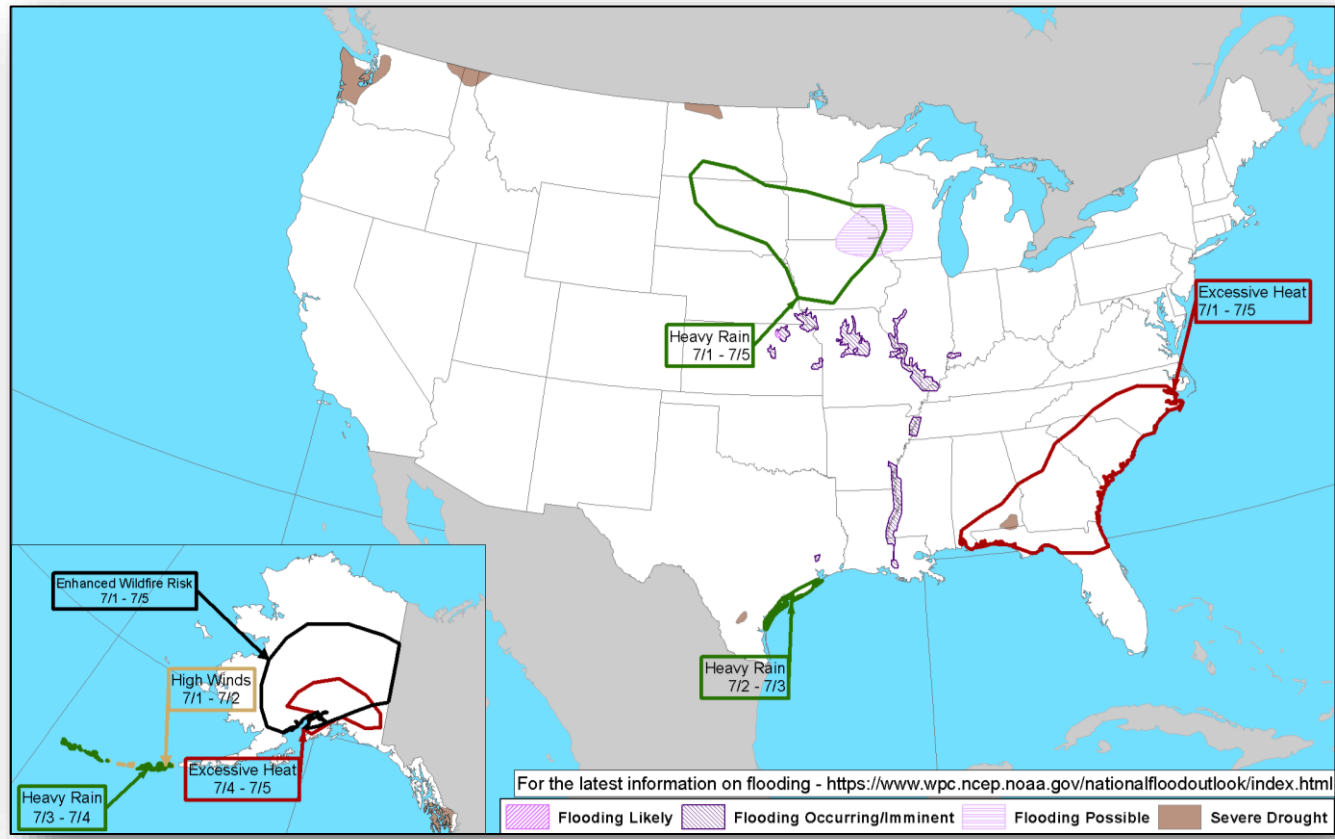 Excessive Heat
7/1 - 7/5
Heavy Rain
7/1 - 7/5
Enhanced Wildfire Risk
7/1 - 7/5
High Winds
7/1 - 7/2
Heavy Rain
7/2 - 7/3
Excessive Heat
7/4 - 7/5
Heavy Rain
7/3 - 7/4
For the latest information on flooding - https://www.wpc.ncep.noaa.gov/nationalfloodoutlook/index.html
Flooding Likely
Flooding Occurring/Imminent
Flooding Possible
Severe Drought